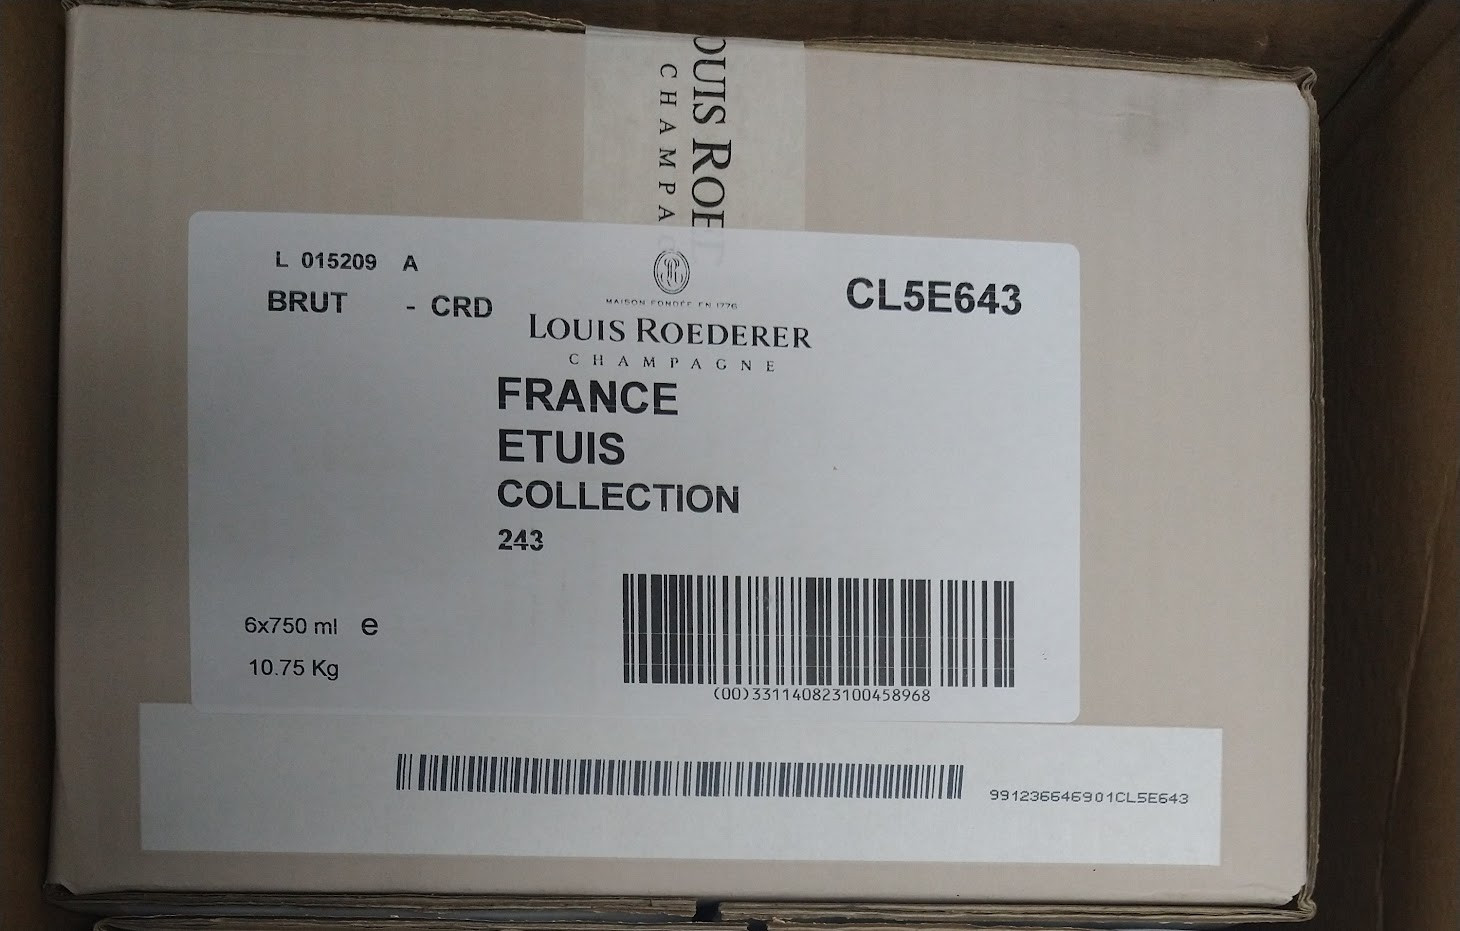 OUIS ROE
CHAMPA
L 015209 A
BRUT - CRD
MAISON FONDÉE EN 1776
LOUIS ROEDERER
CHAMPAGNE
CL5E643
FRANCE
ETUIS
COLLECTION
243
6x750 ml e
10.75 Kg
(00)331140823100458968
991236646901CL5E643